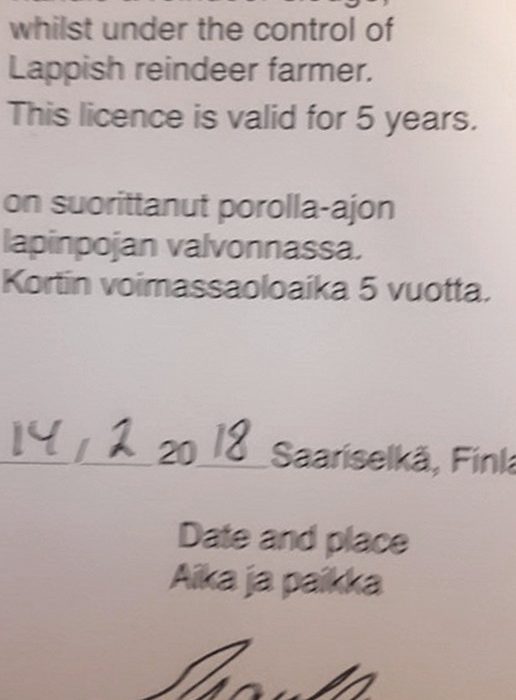 whilst under the control of
Lappish reindeer farmer.
This licence is valid for 5 years.
on suorittanut porolla-ajon
lapinpojan valvonnassa.
Kortin voimassaoloaika 5 vuotta.
14 / 2 20 18 Saariselkä, Finla
Date and place
Aika ja paikka